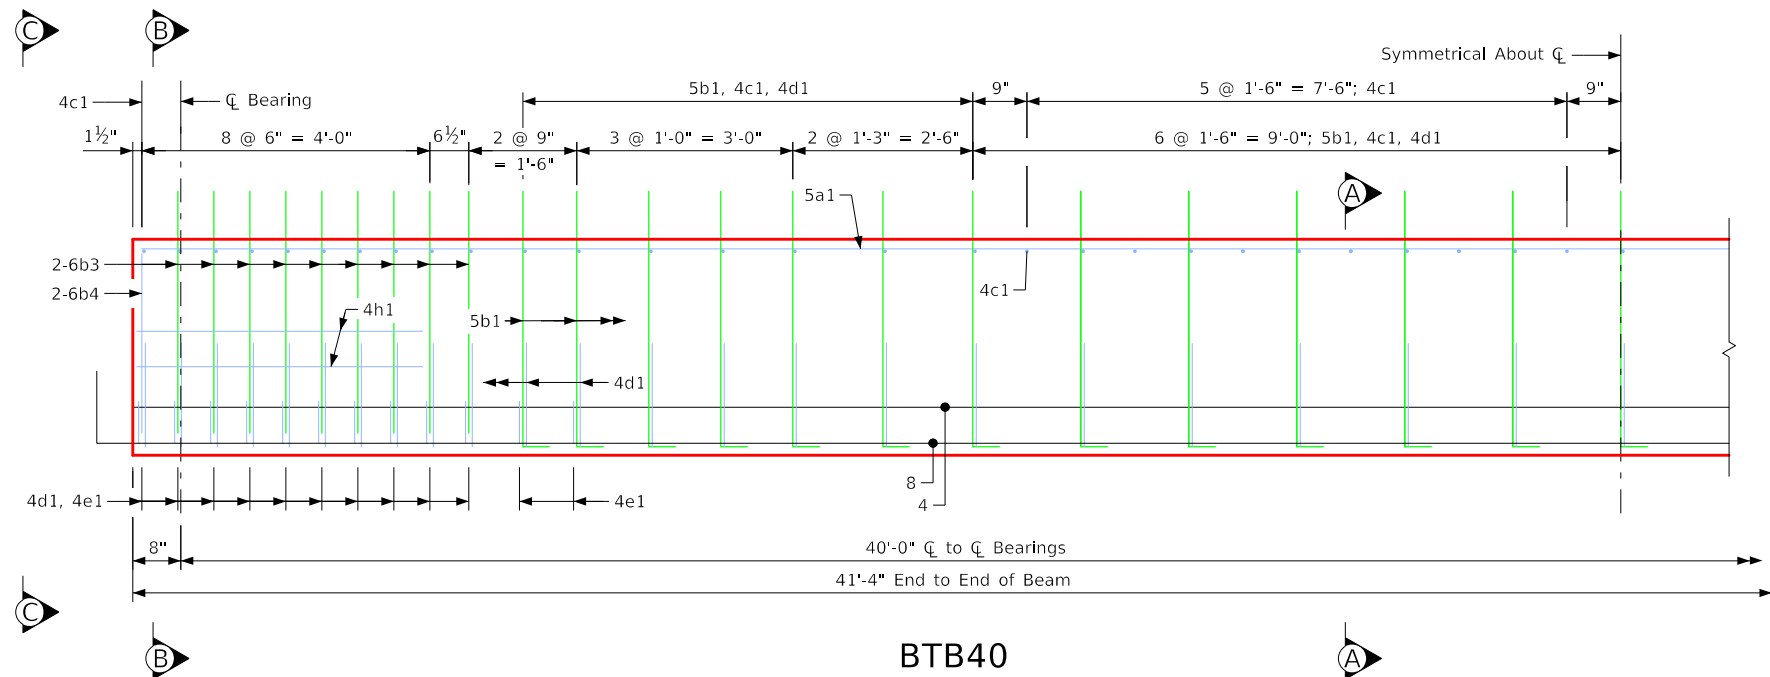 C
B
Symmetrical About ℄
4c1
℄ Bearing
5b1, 4c1, 4d1
9"
5 @ 1'-6" = 7'-6"; 4c1
9"
1½"
8 @ 6" = 4'-0"
6½"
2 @ 9"
= 1'-6"
3 @ 1'-0" = 3'-0"
2 @ 1'-3" = 2'-6"
6 @ 1'-6" = 9'-0"; 5b1, 4c1, 4d1
A
5a1
2-6b3
2-6b4
4c1
4h1
5b1
4d1
8
4
4d1, 4e1
4e1
8"
40'-0" ℄ to ℄ Bearings
41'-4" End to End of Beam
C
B
BTB40
A